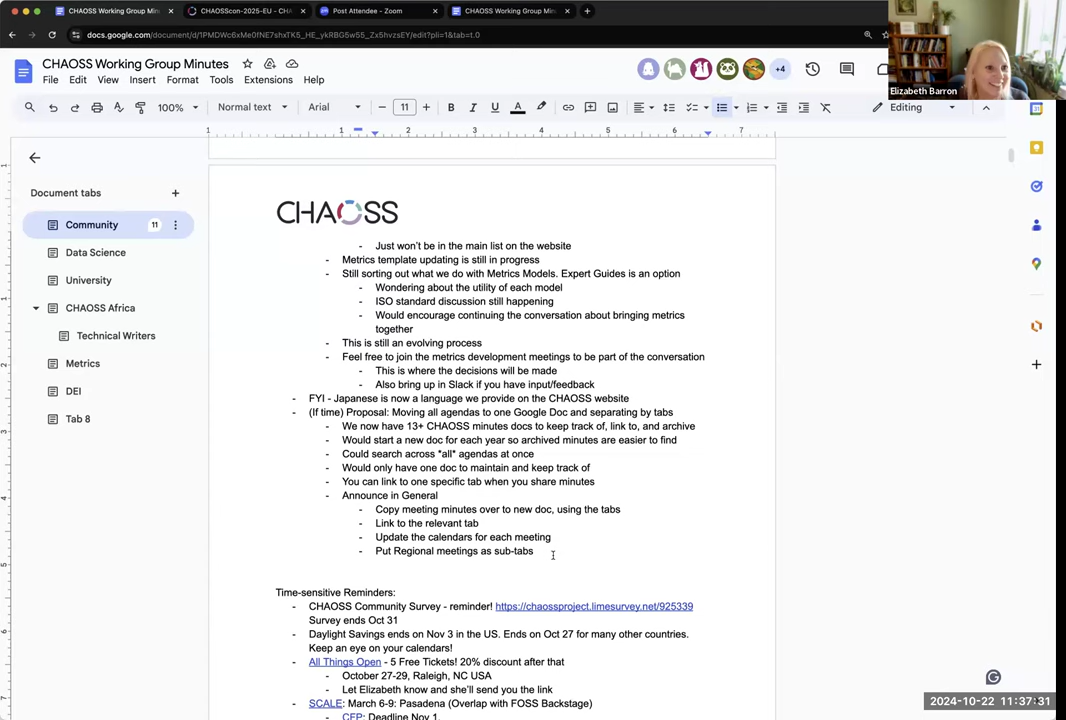 CHAOSS Working Group Min
CHAOSScon-2025-EU - CHA
Post Attendee - Zoom
CHAOSS Working Group Min
docs.google.com/document/d/1PMDWc6xMe0fNE7shxTK5_HE_ykRBG5w55_Zx5hvzsEY/edit?pli=1&tab=t.0
CHAOSS Working Group Minutes
File Edit View Insert Format Tools Extensions Help
+4
100% Normal text Arial 11 B I U A Editing
Elizabeth Barron
1 1 2 3 4 5 6 7
Document tabs
Community 11
Data Science
University
CHAOSS Africa
Technical Writers
Metrics
DEI
Tab 8
CHAOSS
- Just won't be in the main list on the website
- Metrics template updating is still in progress
- Still sorting out what we do with Metrics Models. Expert Guides is an option
- Wondering about the utility of each model
- ISO standard discussion still happening
- Would encourage continuing the conversation about bringing metrics
together
- This is still an evolving process
- Feel free to join the metrics development meetings to be part of the conversation
- This is where the decisions will be made
- Also bring up in Slack if you have input/feedback
- FYI - Japanese is now a language we provide on the CHAOSS website
- (If time) Proposal: Moving all agendas to one Google Doc and separating by tabs
- We now have 13+ CHAOSS minutes docs to keep track of, link to, and archive
- Would start a new doc for each year so archived minutes are easier to find
- Could search across *all* agendas at once
- Would only have one doc to maintain and keep track of
- You can link to one specific tab when you share minutes
- Announce in General
- Copy meeting minutes over to new doc, using the tabs
- Link to the relevant tab
- Update the calendars for each meeting
- Put Regional meetings as sub-tabs
Time-sensitive Reminders:
- CHAOSS Community Survey - reminder! https://chaossproject.limesurvey.net/925339
Survey ends Oct 31
- Daylight Savings ends on Nov 3 in the US. Ends on Oct 27 for many other countries.
Keep an eye on your calendars!
- All Things Open - 5 Free Tickets! 20% discount after that
- October 27-29, Raleigh, NC USA
- Let Elizabeth know and she'll send you the link
- SCALE: March 6-9: Pasadena (Overlap with FOSS Backstage)
- CFP: Deadline Nov 1.
2024-10-22 11:37:31